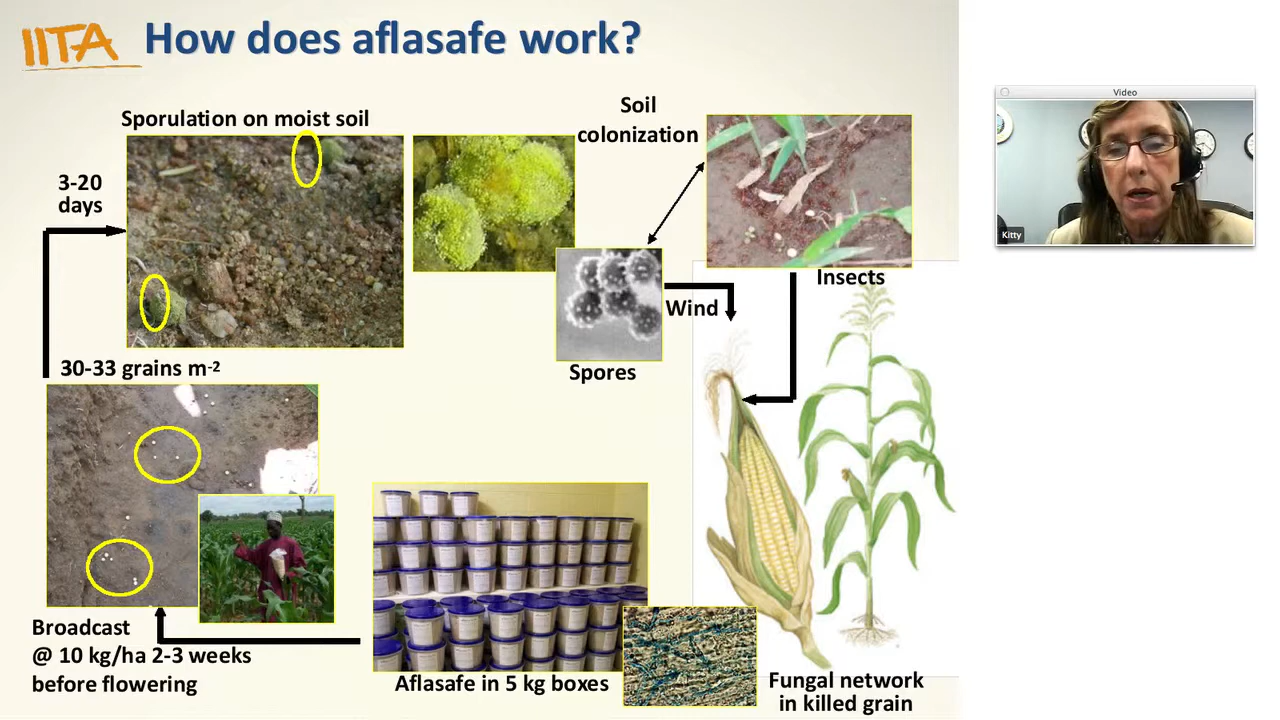 IITA
How does aflasafe work?
Sporulation on moist soil
3-20
days
30-33 grains m-2
Broadcast
@ 10 kg/ha 2-3 weeks
before flowering
Aflasafe in 5 kg boxes
Soil
colonization
Spores
Wind
Insects
Fungal network
in killed grain
Video
Kitty